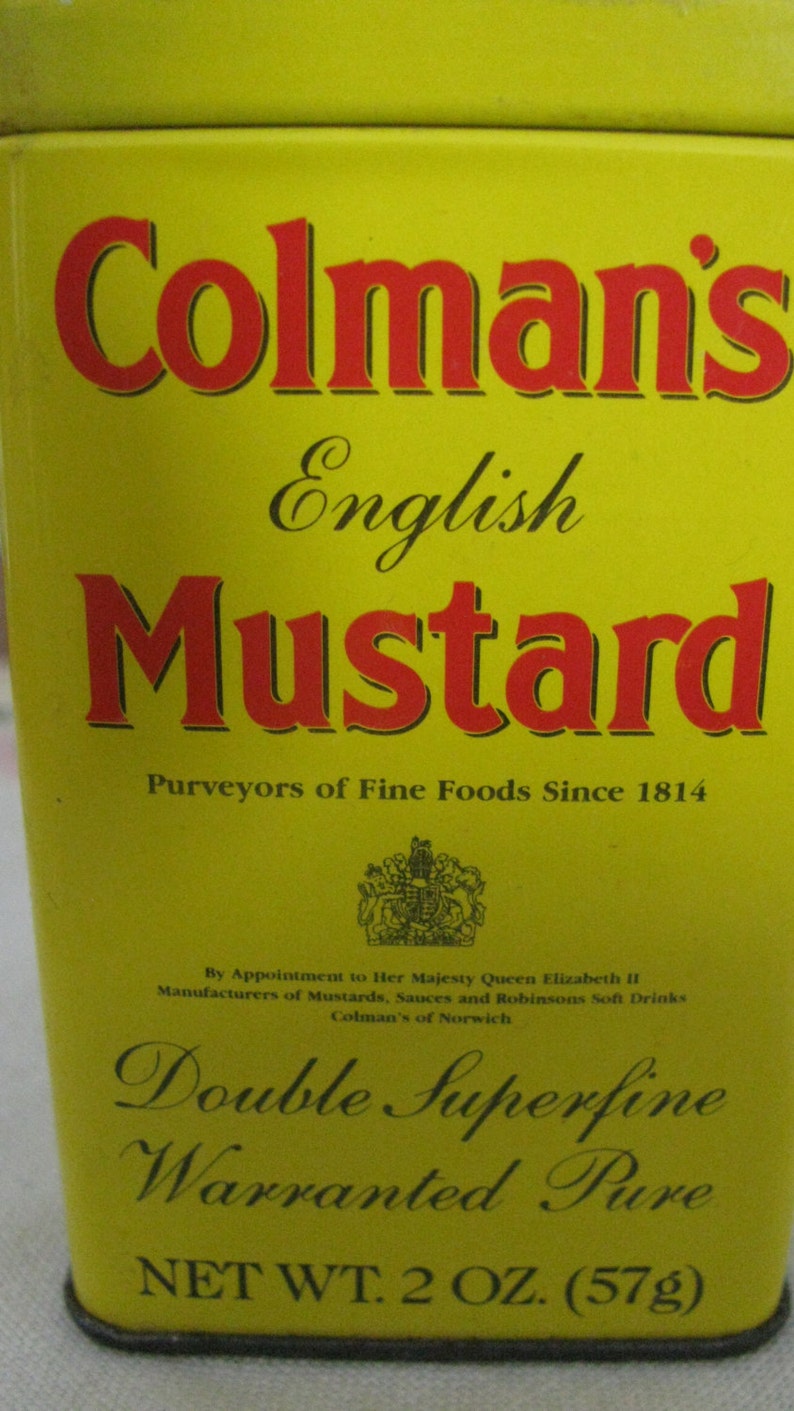 Colman's
English
Mustard
Purveyors of Fine Foods Since 1814
By Appointment to Her Majesty Queen Elizabeth II
Manufacturers of Mustards, Sauces and Robinsons Soft Drinks
Colman's of Norwich
Double Superfine
Warranted Pure
NET WT. 2 OZ. (57g)